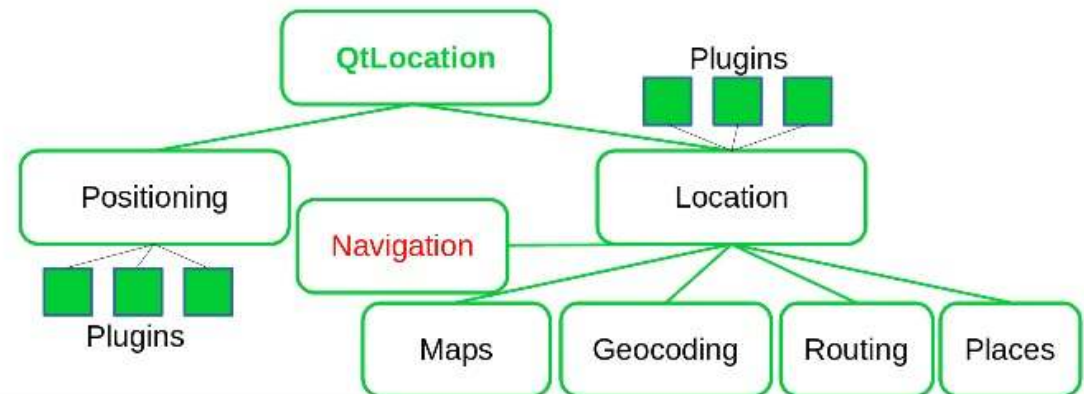 QtLocation
Plugins
Positioning
Location
Navigation
Plugins
Maps
Geocoding
Routing
Places